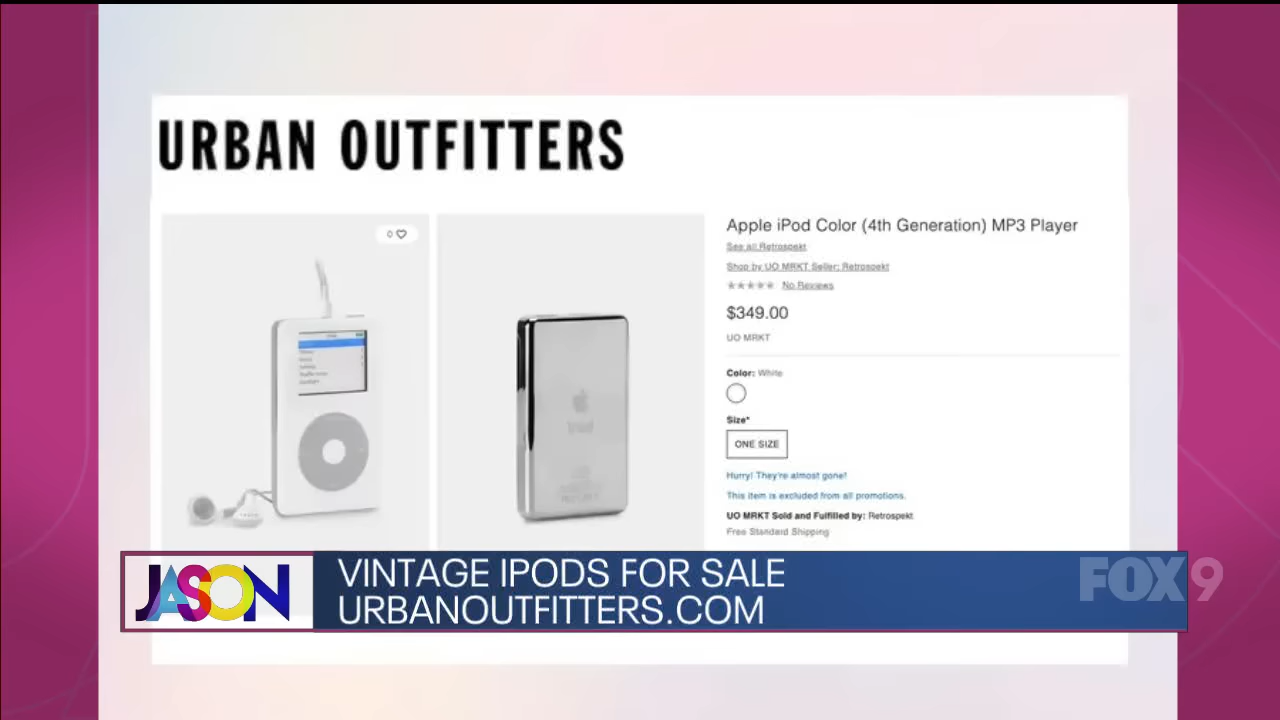 URBAN OUTFITTERS
0
Apple iPod Color (4th Generation) MP3 Player
See all Retrospekt
Shop by UO MRKT Seller: Retrospekt
No Reviews
$349.00
UO MRKT
Color: White
Size*
ONE SIZE
Hurry! They're almost gone!
This item is excluded from all promotions.
UO MRKT Sold and Fulfilled by: Retrospekt
Free Standard Shipping
JASON
VINTAGE IPODS FOR SALE
URBANOUTFITTERS.COM
FOX 9